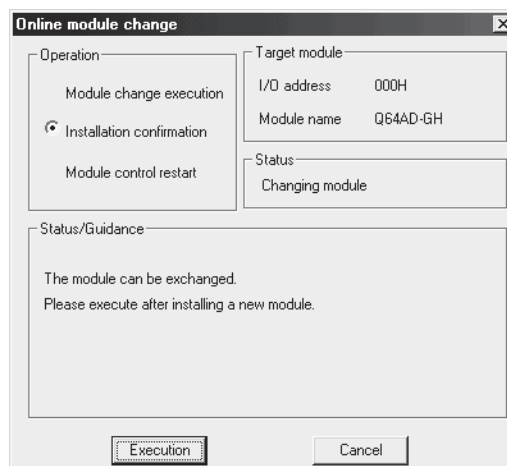 Online module change
Operation
Module change execution
Installation confirmation
Module control restart
Target module
I/O address 000H
Module name Q64AD-GH
Status
Changing module
Status/Guidance
The module can be exchanged.
Please execute after installing a new module.
Execution Cancel